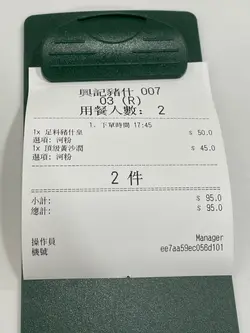 興記豬什 007
03 (R)
用餐人數: 2
1. 下單時間 17:45
1x 足料豬什皇 $ 50.0
選項: 河粉
1x 頂級黃沙潤 $ 45.0
選項: 河粉
2 件
小計: $ 95.0
總計: $ 95.0
操作員 Manager
機號 ee7aa59ec056d101